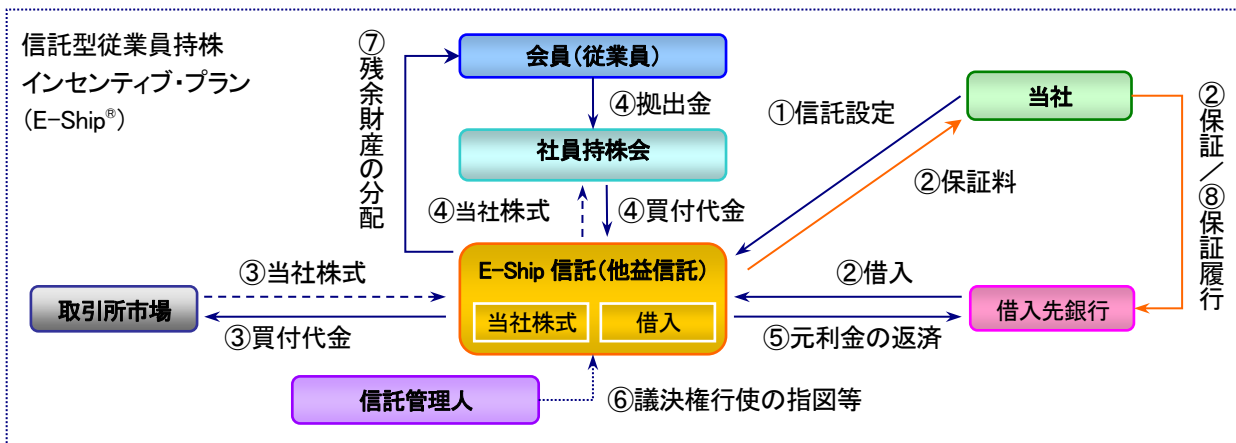 信託型従業員持株
インセンティブ・プラン
(E-Ship®)
⑦残余財産の分配
会員(従業員)
④拠出金
社員持株会
④当社株式
④買付代金
①信託設定
当社
②保証料
②保証/⑧保証履行
E-Ship 信託(他益信託)
当社株式
借入
③当社株式
取引所市場
③買付代金
②借入
借入先銀行
⑤元利金の返済
信託管理人
⑥議決権行使の指図等